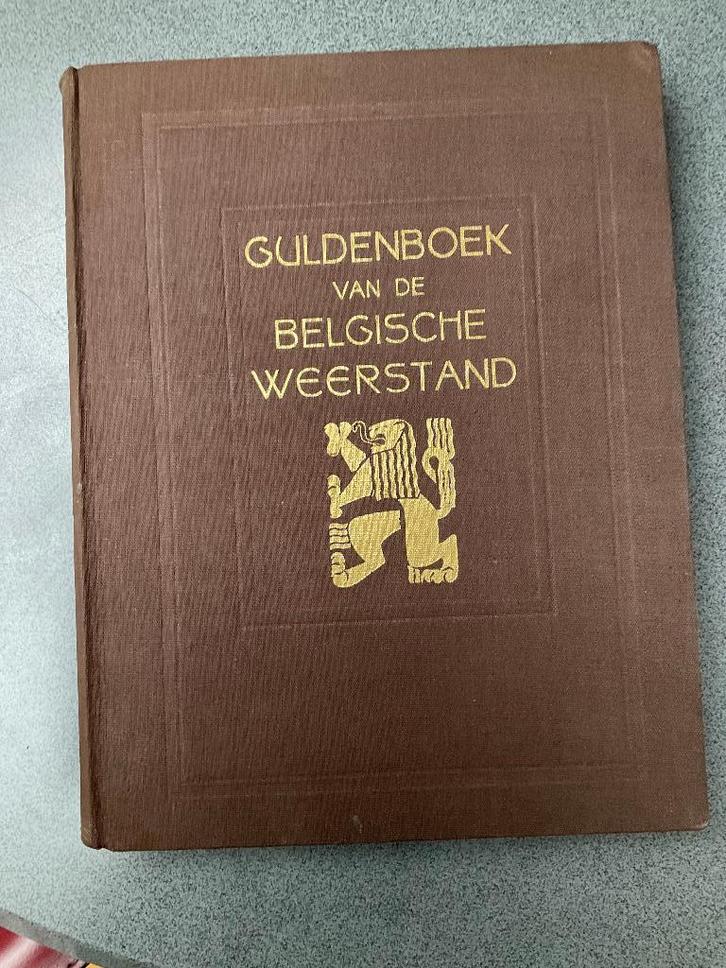 GULDENBOEK
VAN DE
BELGISCHE
WEERSTAND